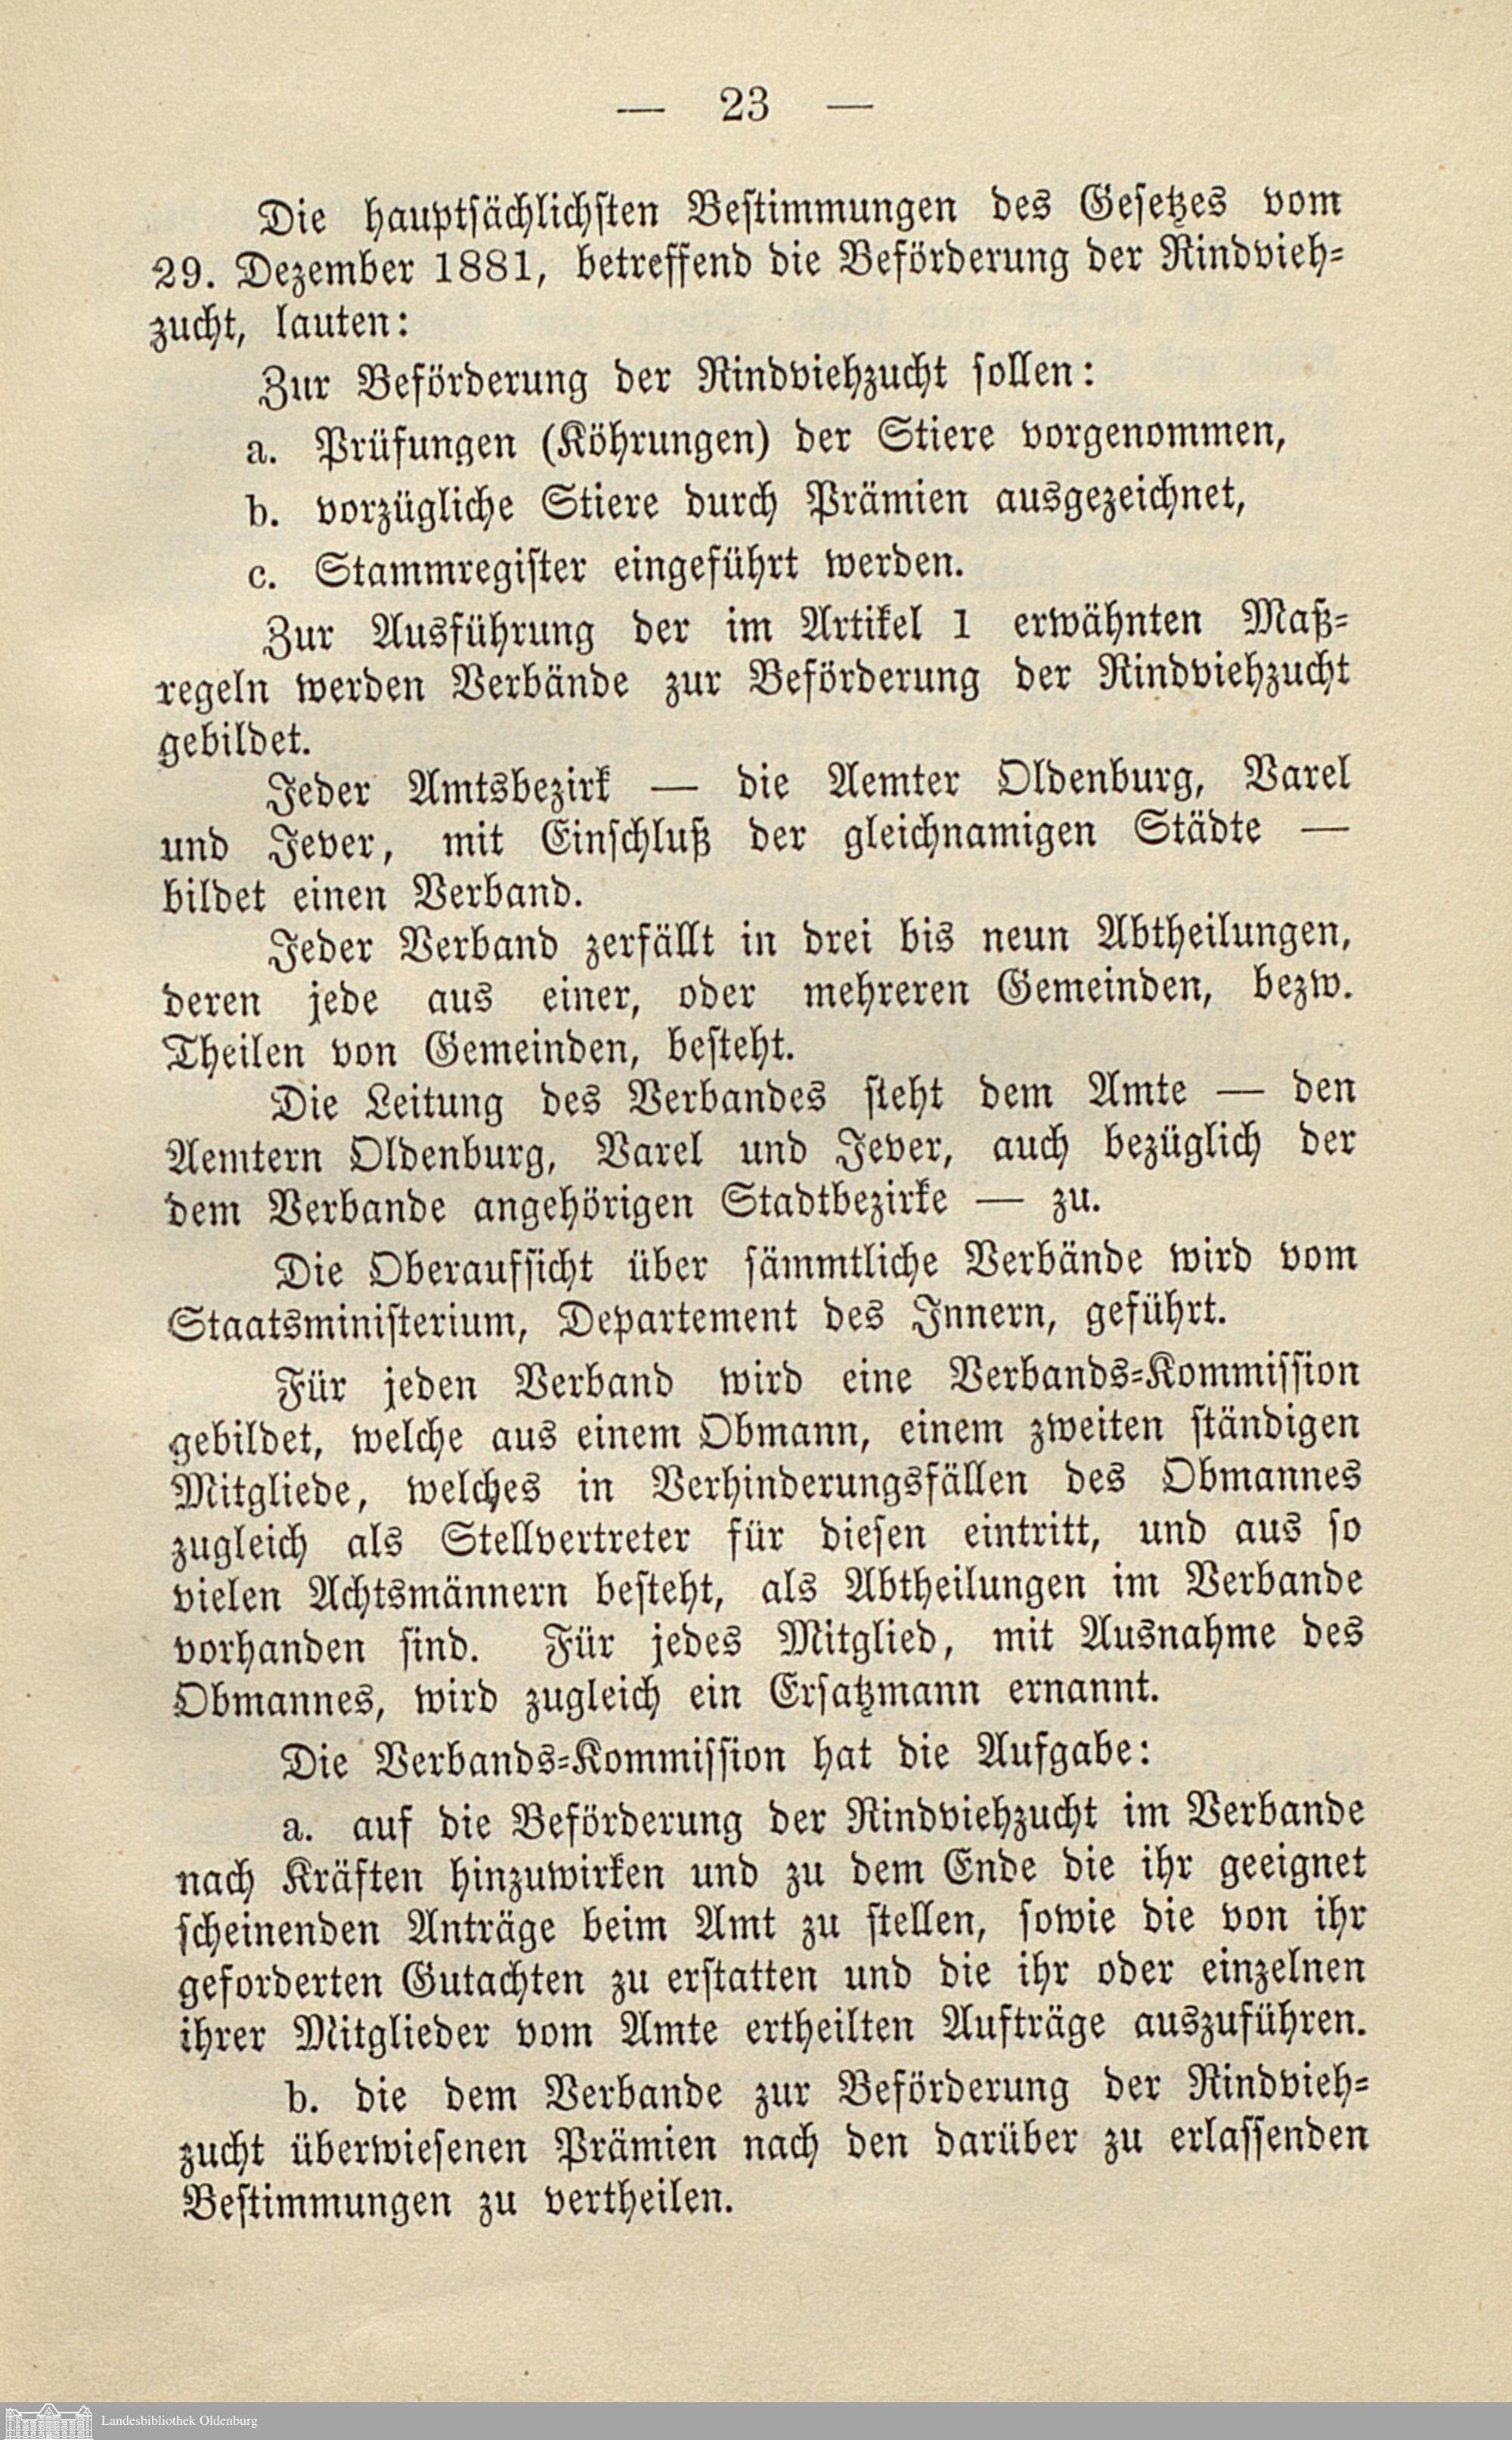 — 23 —
Die hauptsächlichsten Bestimmungen des Gesetzes vom
29. Dezember 1881, betreffend die Beförderung der Rindvieh-
zucht, lauten:
Zur Beförderung der Rindviehzucht sollen:
a. Prüfungen (Köhrungen) der Stiere vorgenommen,
b. vorzügliche Stiere durch Prämien ausgezeichnet,
c. Stammregister eingeführt werden.
Zur Ausführung der im Artikel 1 erwähnten Maß-
regeln werden Verbände zur Beförderung der Rindviehzucht
gebildet.
Jeder Amtsbezirk — die Aemter Oldenburg, Varel
und Jever, mit Einschluß der gleichnamigen Städte —
bildet einen Verband.
Jeder Verband zerfällt in drei bis neun Abtheilungen,
deren jede aus einer, oder mehreren Gemeinden, bezw.
Theilen von Gemeinden, besteht.
Die Leitung des Verbandes steht dem Amte — den
Aemtern Oldenburg, Varel und Jever, auch bezüglich der
dem Verbande angehörigen Stadtbezirke — zu.
Die Oberaufsicht über sämmtliche Verbände wird vom
Staatsministerium, Departement des Innern, geführt.
Für jeden Verband wird eine Verbands-Kommission
gebildet, welche aus einem Obmann, einem zweiten ständigen
Mitgliede, welches in Verhinderungsfällen des Obmannes
zugleich als Stellvertreter für diesen eintritt, und aus so
vielen Achtsmännern besteht, als Abtheilungen im Verbande
vorhanden sind. Für jedes Mitglied, mit Ausnahme des
Obmannes, wird zugleich ein Ersatzmann ernannt.
Die Verbands-Kommission hat die Aufgabe:
a. auf die Beförderung der Rindviehzucht im Verbande
nach Kräften hinzuwirken und zu dem Ende die ihr geeignet
scheinenden Anträge beim Amt zu stellen, sowie die von ihr
geforderten Gutachten zu erstatten und die ihr oder einzelnen
ihrer Mitglieder vom Amte ertheilten Aufträge auszuführen.
b. die dem Verbande zur Beförderung der Rindvieh-
zucht überwiesenen Prämien nach den darüber zu erlassenden
Bestimmungen zu vertheilen.
Landesbibliothek Oldenburg